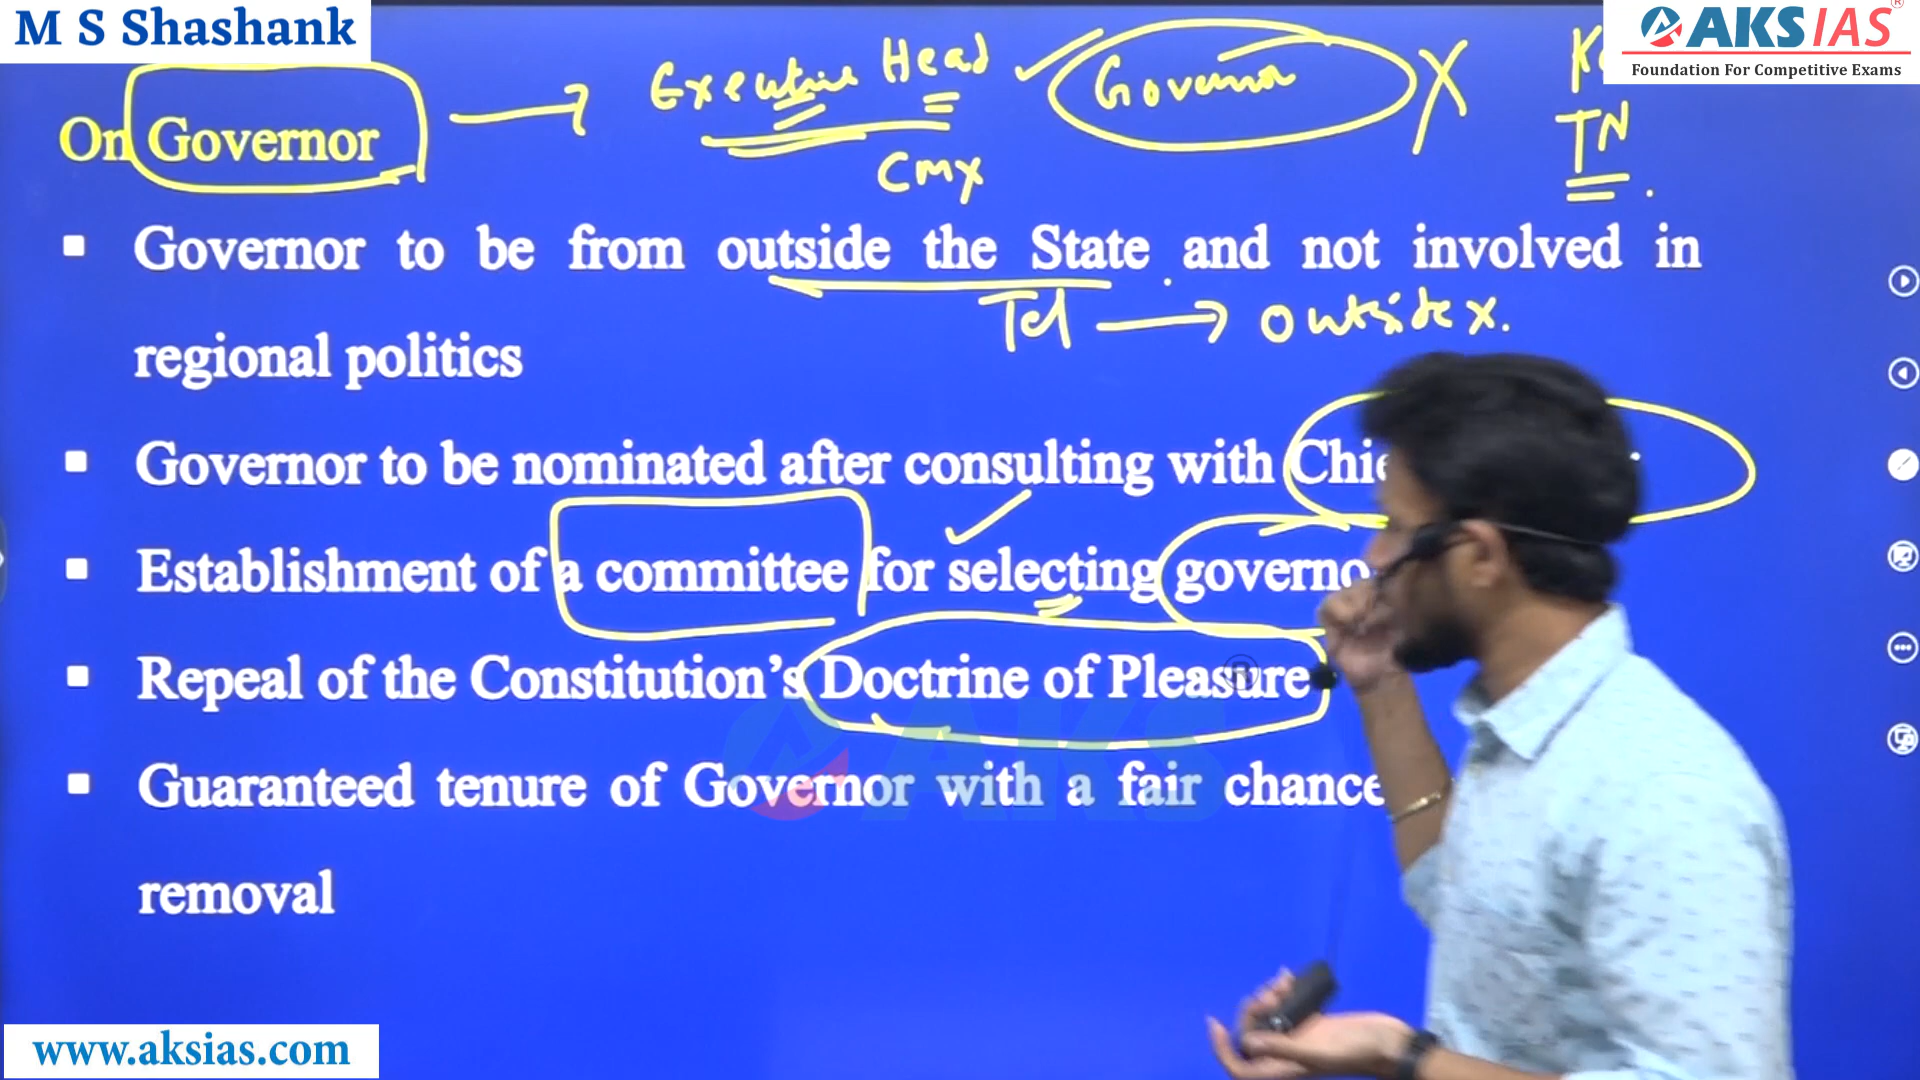 M S Shashank
AKS IAS®
Foundation For Competitive Exams
On Governor
Executive Head
Governor X
CM X
TN
Governor to be from outside the State and not involved in
Tel → Outside X.
regional politics
Governor to be nominated after consulting with
Establishment of a committee for selecting
Repeal of the Constitution’s Doctrine of Pleasure
Guaranteed tenure of Governor with a fair chance
removal
AKS®
www.aksias.com